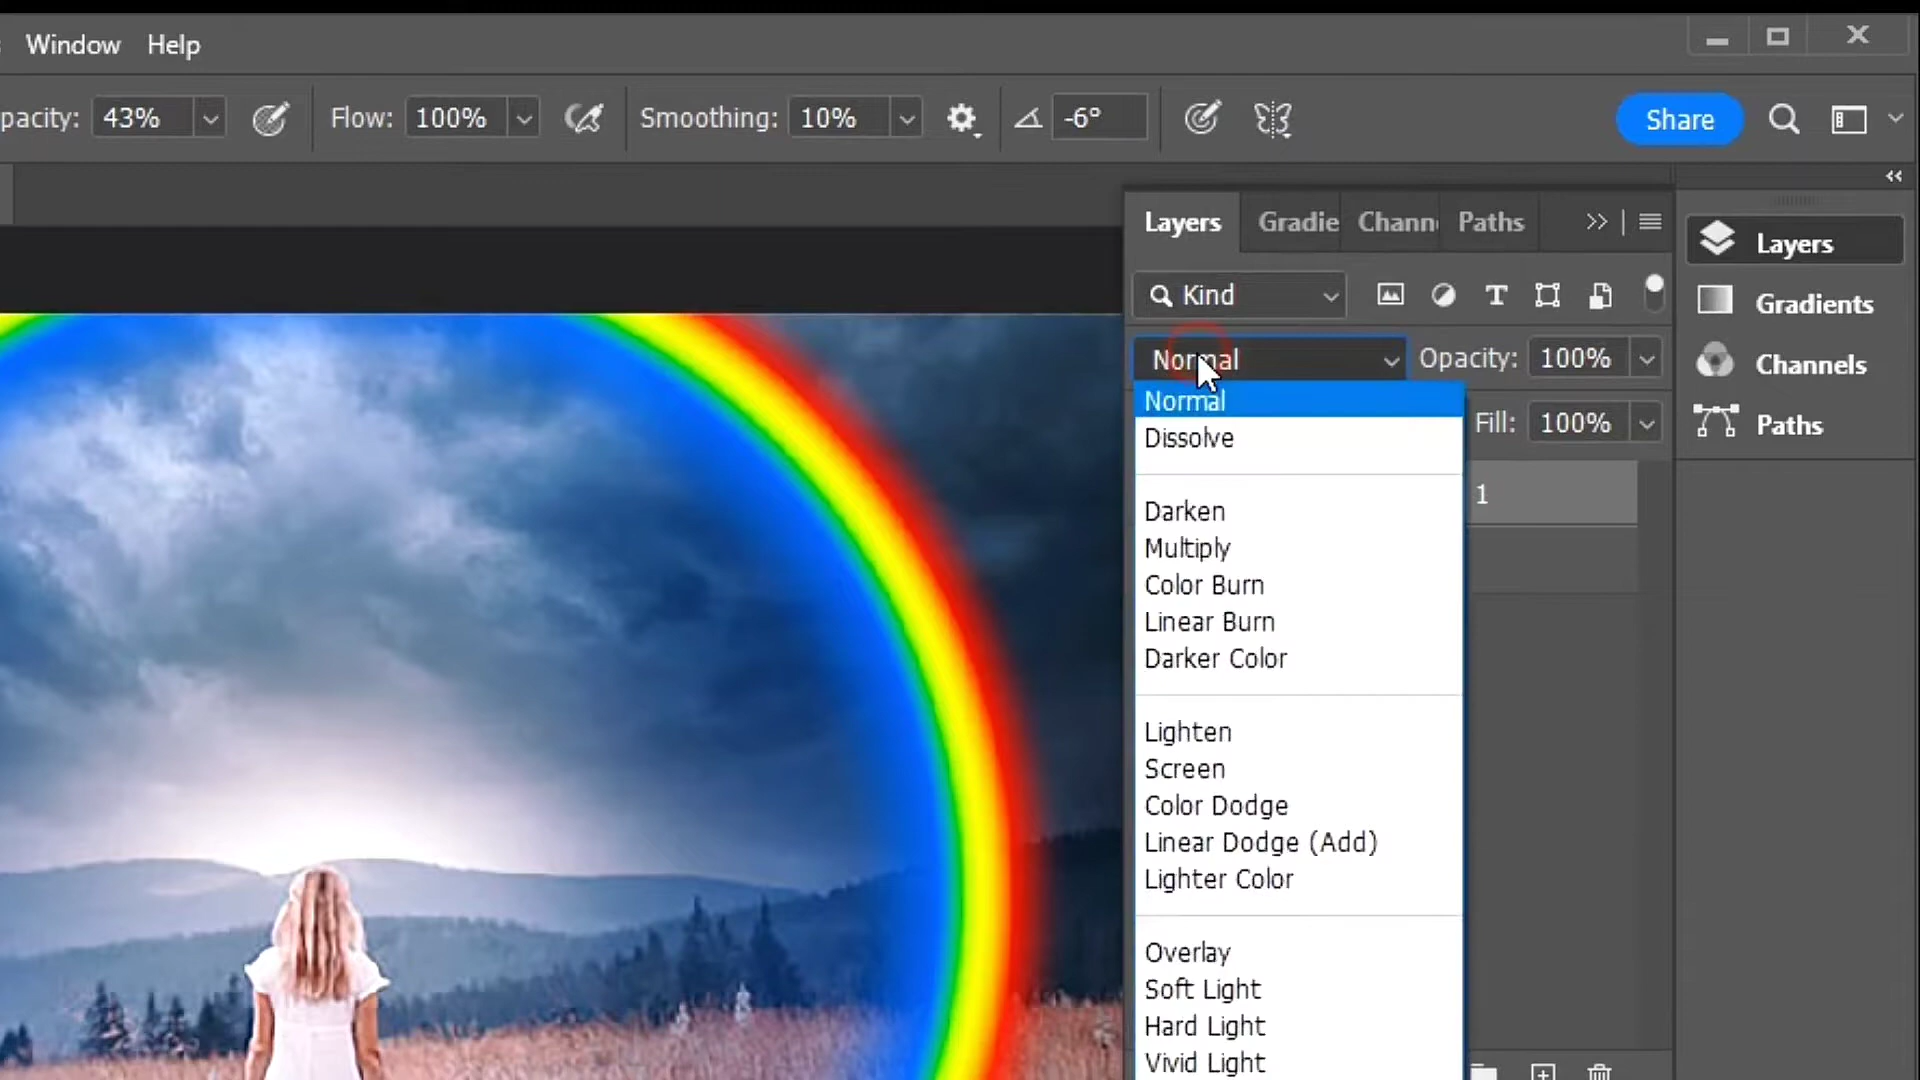 Window Help
pacity: 43% Flow: 100% Smoothing: 10% -6° Share
Layers Gradie Chann Paths
Kind
Normal Opacity: 100%
Fill: 100%
1
Normal
Dissolve
Darken
Multiply
Color Burn
Linear Burn
Darker Color
Lighten
Screen
Color Dodge
Linear Dodge (Add)
Lighter Color
Overlay
Soft Light
Hard Light
Vivid Light
Layers
Gradients
Channels
Paths